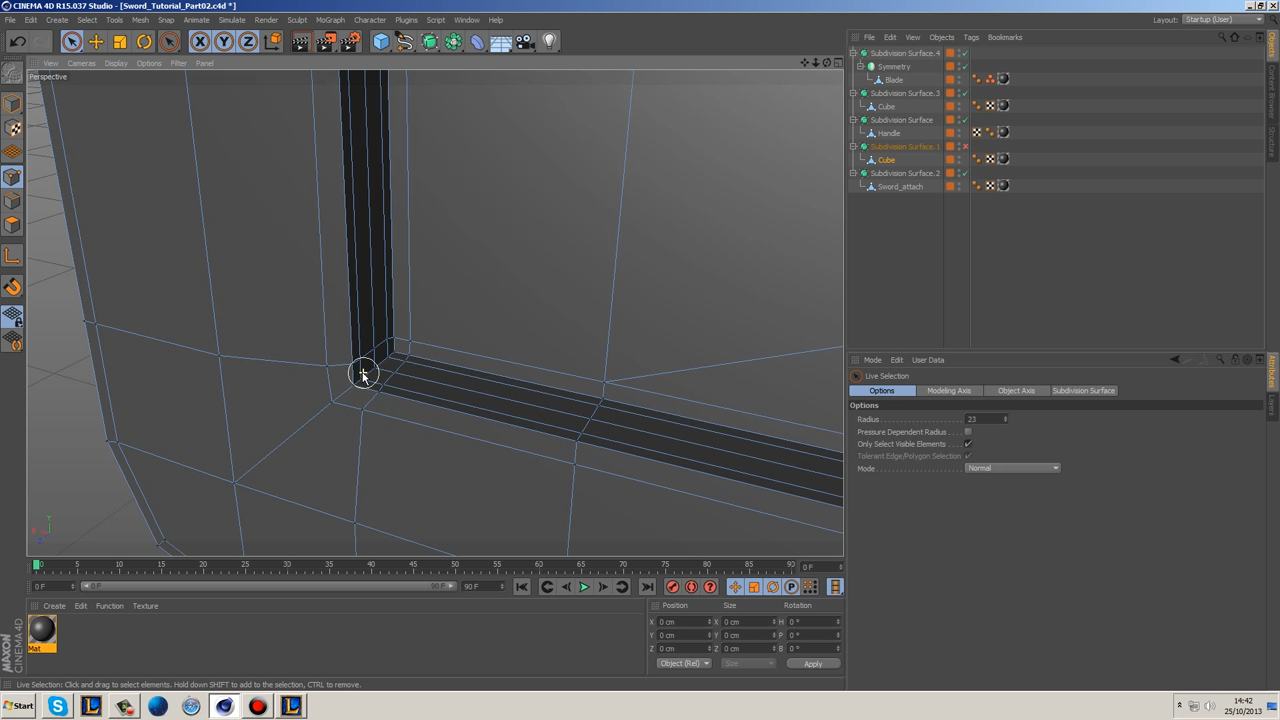 CINEMA 4D R15.037 Studio - [Sword_Tutorial_Part02.c4d *]
File Edit Create Select Tools Mesh Snap Animate Simulate Render Sculpt MoGraph Character Plugins Script Window Help
Layout: Startup (User)
View Cameras Display Options Filter Panel
Perspective
File Edit View Objects Tags Bookmarks
Subdivision Surface.4
Symmetry
Blade
Subdivision Surface.3
Cube
Subdivision Surface
Handle
Subdivision Surface.1
Cube
Subdivision Surface.2
Sword_attach
Objects
Content Browser
Structure
Mode Edit User Data
Live Selection
Options Modeling Axis Object Axis Subdivision Surface
Options
Radius 23
Pressure Dependent Radius
Only Select Visible Elements
Tolerant Edge/Polygon Selection
Mode Normal
Attributes
Layers
Y
X
Z
0 5 10 15 20 25 30 35 40 45 50 55 60 65 70 75 80 85 90 0 F
0 F 0 F 90 F 90 F
Create Edit Function Texture
Mat
Position Size Rotation
X 0 cm X 0 cm H 0 °
Y 0 cm Y 0 cm P 0 °
Z 0 cm Z 0 cm B 0 °
Object (Rel) Size Apply
MAXON CINEMA 4D
Live Selection: Click and drag to select elements. Hold down SHIFT to add to the selection, CTRL to remove.
Start
14:42
25/10/2013